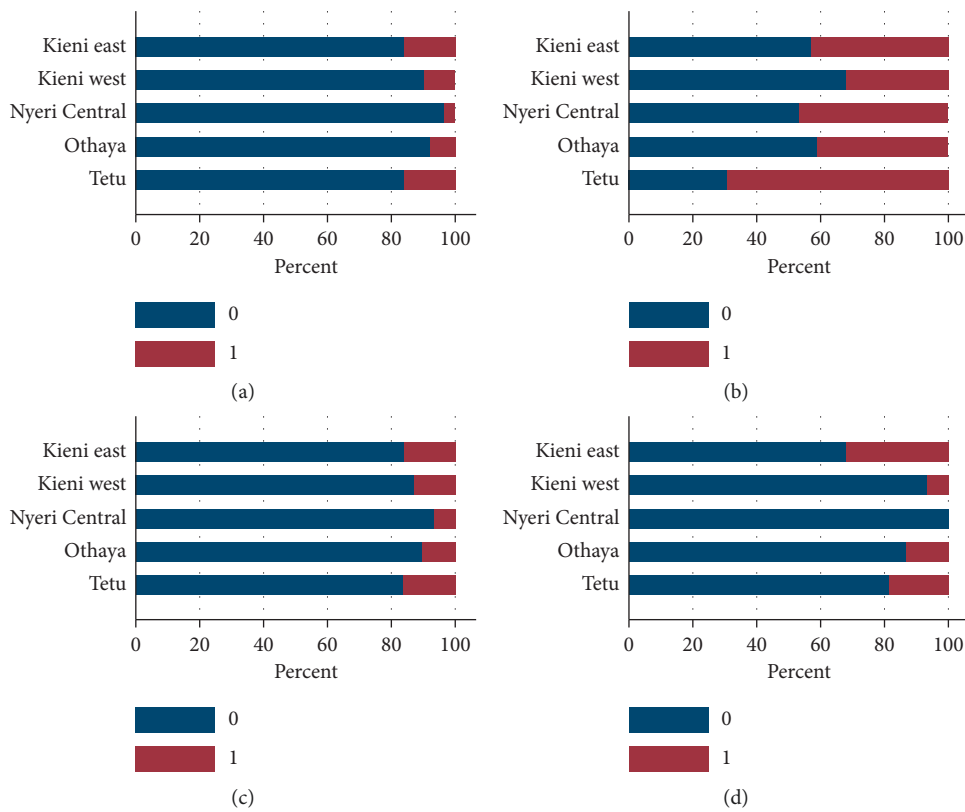 Kieni east
Kieni west
Nyeri Central
Othaya
Tetu
0 20 40 60 80 100
Percent
0
1
(a)
Kieni east
Kieni west
Nyeri Central
Othaya
Tetu
0 20 40 60 80 100
Percent
0
1
(b)
Kieni east
Kieni west
Nyeri Central
Othaya
Tetu
0 20 40 60 80 100
Percent
0
1
(c)
Kieni east
Kieni west
Nyeri Central
Othaya
Tetu
0 20 40 60 80 100
Percent
0
1
(d)